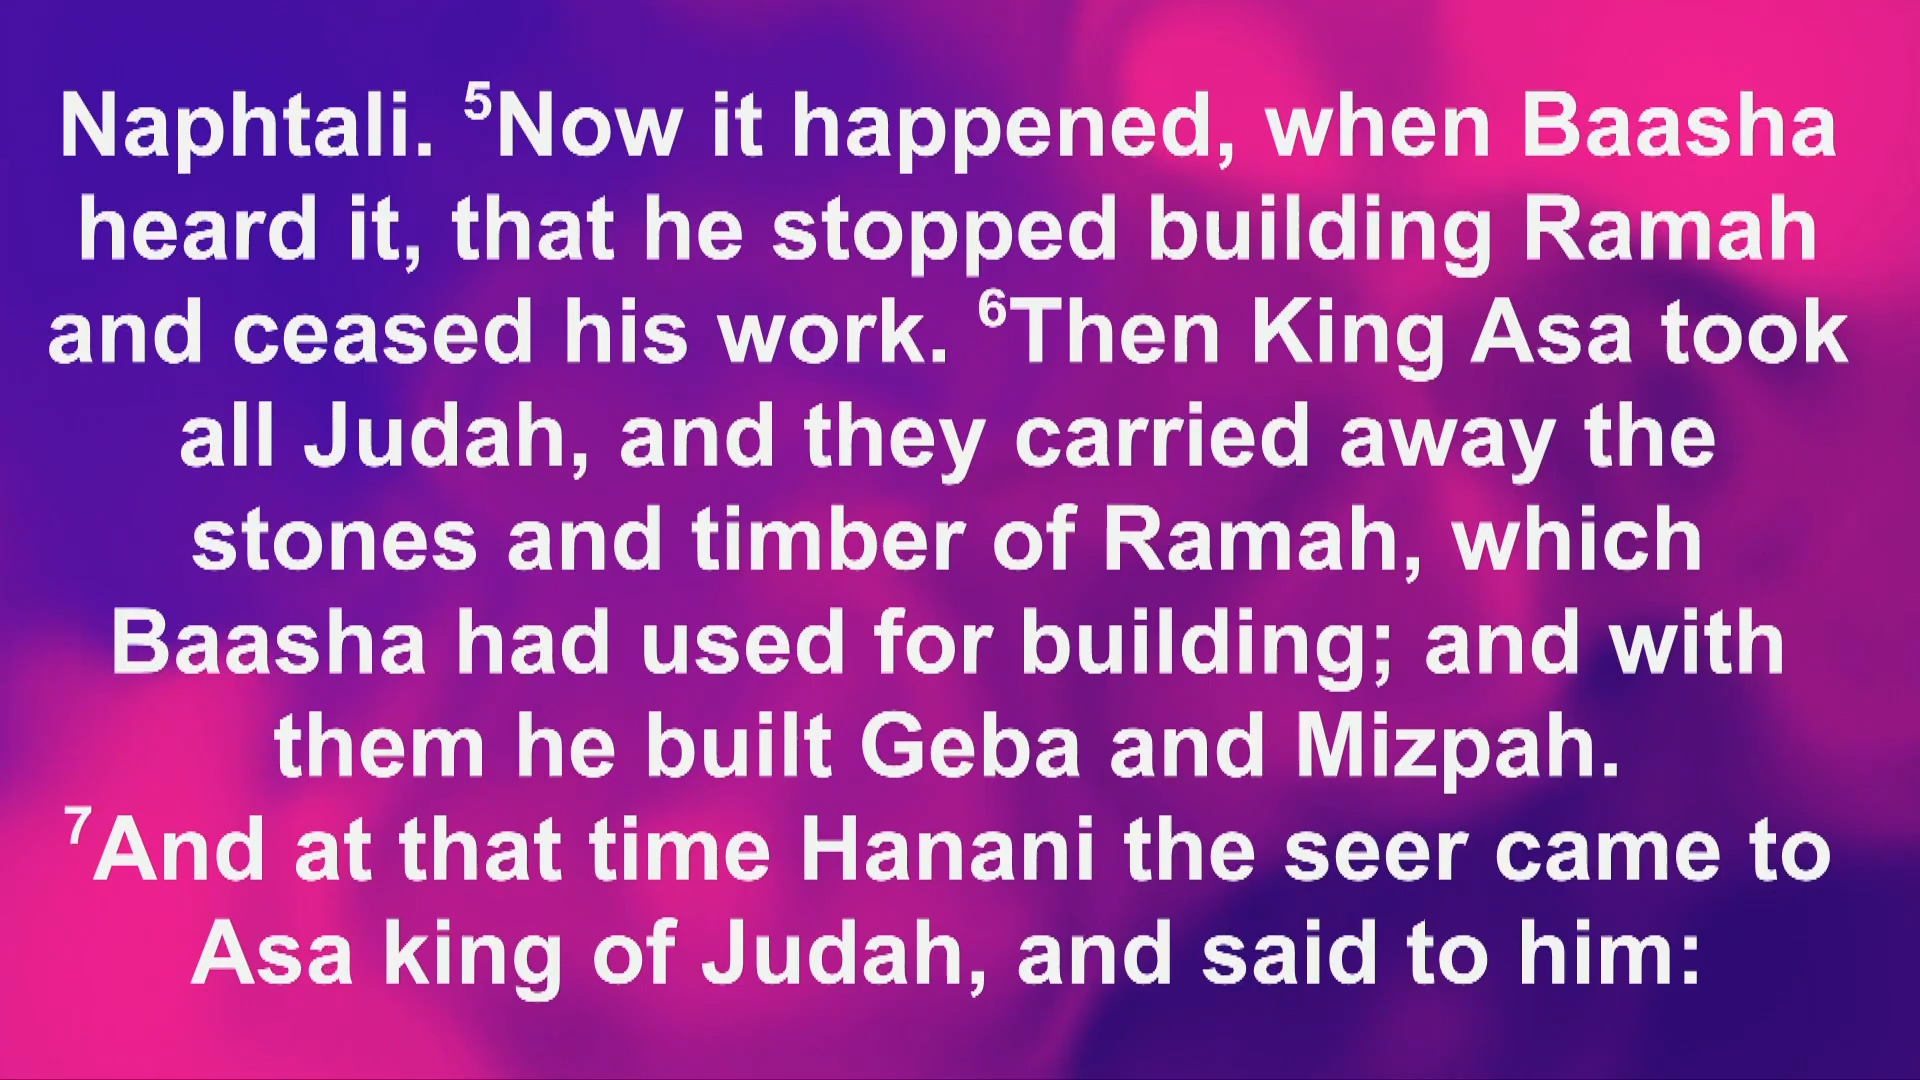 Naphtali. ⁵Now it happened, when Baasha
heard it, that he stopped building Ramah
and ceased his work. ⁶Then King Asa took
all Judah, and they carried away the
stones and timber of Ramah, which
Baasha had used for building; and with
them he built Geba and Mizpah.
⁷And at that time Hanani the seer came to
Asa king of Judah, and said to him: